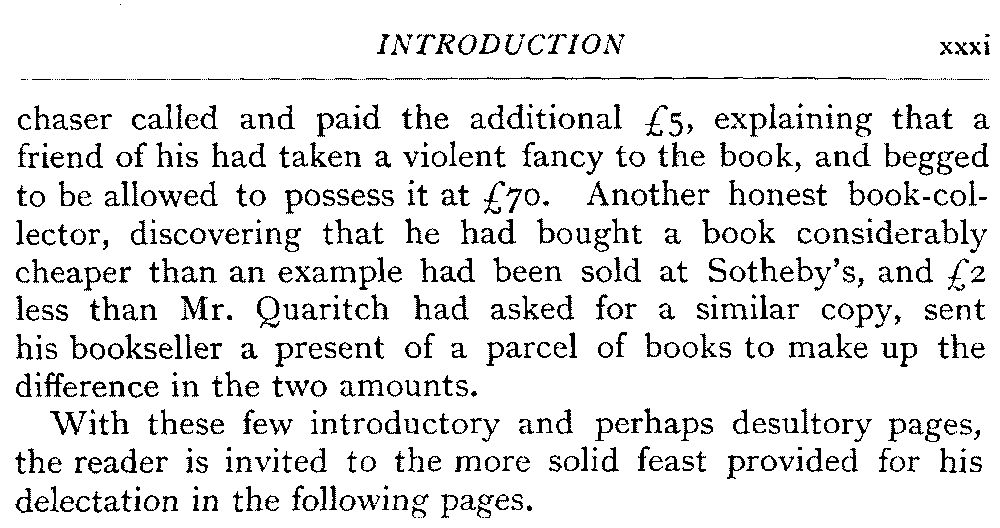 INTRODUCTION xxxi
chaser called and paid the additional £5, explaining that a
friend of his had taken a violent fancy to the book, and begged
to be allowed to possess it at £70. Another honest book-col-
lector, discovering that he had bought a book considerably
cheaper than an example had been sold at Sotheby's, and £2
less than Mr. Quaritch had asked for a similar copy, sent
his bookseller a present of a parcel of books to make up the
difference in the two amounts.
With these few introductory and perhaps desultory pages,
the reader is invited to the more solid feast provided for his
delectation in the following pages.